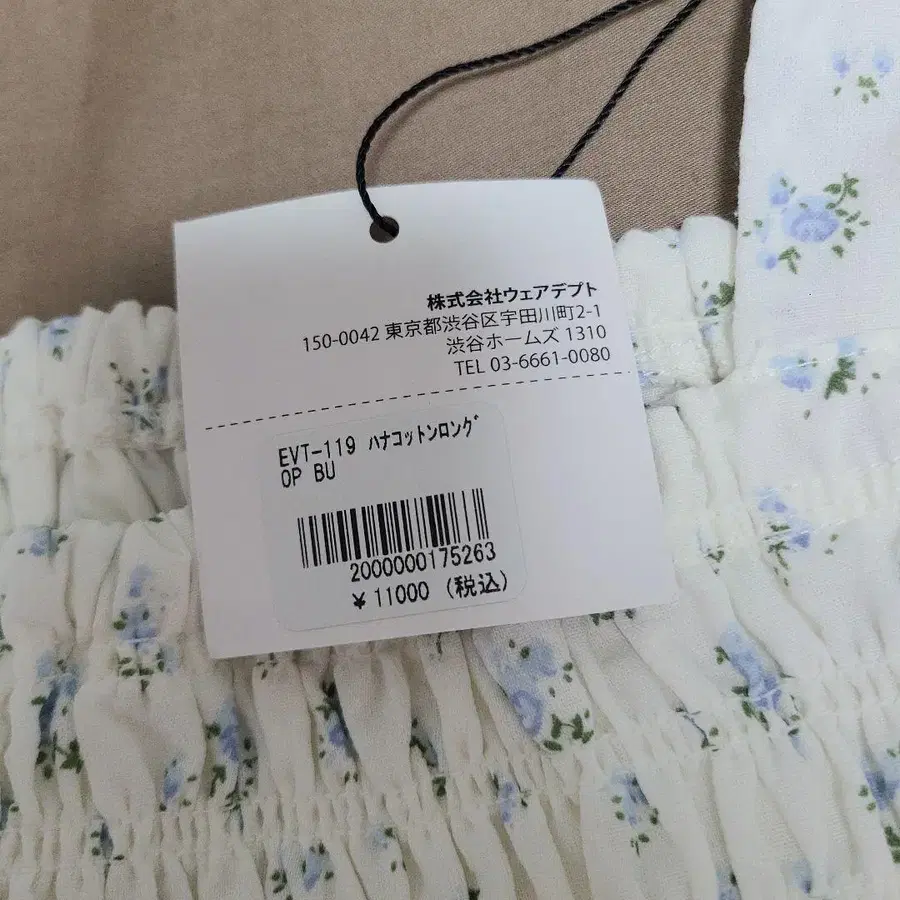 株式会社ウェアデプト
150-0042 東京都渋谷区宇田川町2-1
渋谷ホームズ 1310
TEL 03-6661-0080
EVT-119 ハナコットンロング
OP BU
2000000175263
¥ 11000 (税込)